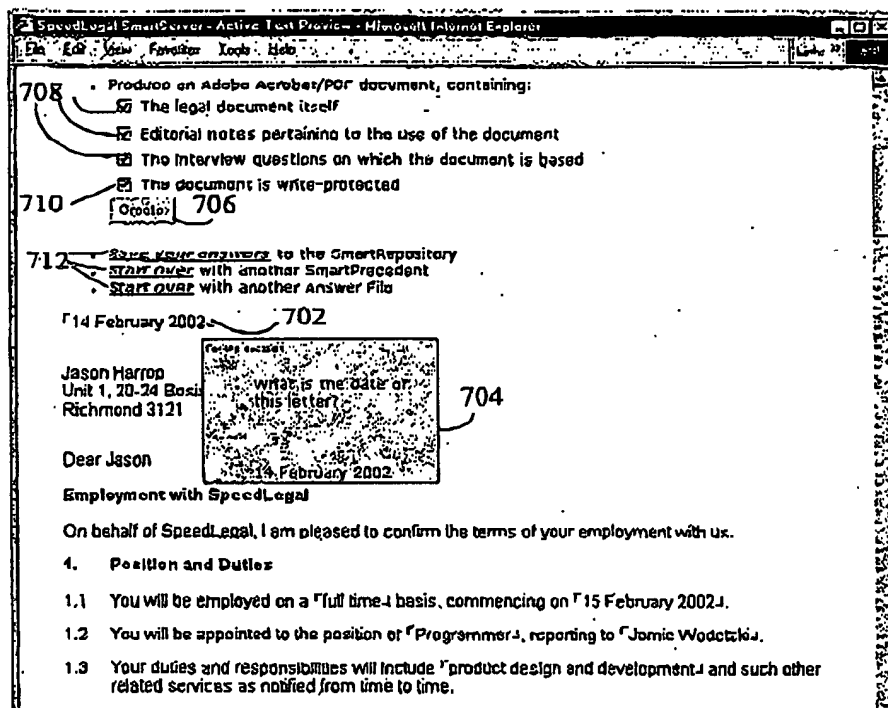 SpeedLegal SmartServer - Active Text Preview - Microsoft Internet Explorer
File Edit View Favorites Tools Help Links »
• Produce an Adobe Acrobat/PDF document, containing:
708
The legal document itself
Editorial notes pertaining to the use of the document
The interview questions on which the document is based
The document is write-protected
710
Create 706
712
• Save your answers to the SmartRepository
• Start over with another SmartPrecedent
• Start over with another Answer File
「14 February 2002」 702
Jason Harrop
Unit 1, 20-24 Basi
Richmond 3121
What is the date of
this letter?
704
14 February 2002
Dear Jason
Employment with SpeedLegal
On behalf of SpeedLegal, I am pleased to confirm the terms of your employment with us.
1. Position and Duties
1.1 You will be employed on a 「full time」 basis, commencing on 「15 February 2002」.
1.2 You will be appointed to the position of 「Programmer」, reporting to 「Jamie Wodetzki」.
1.3 Your duties and responsibilities will include 「product design and development」 and such other
related services as notified from time to time.